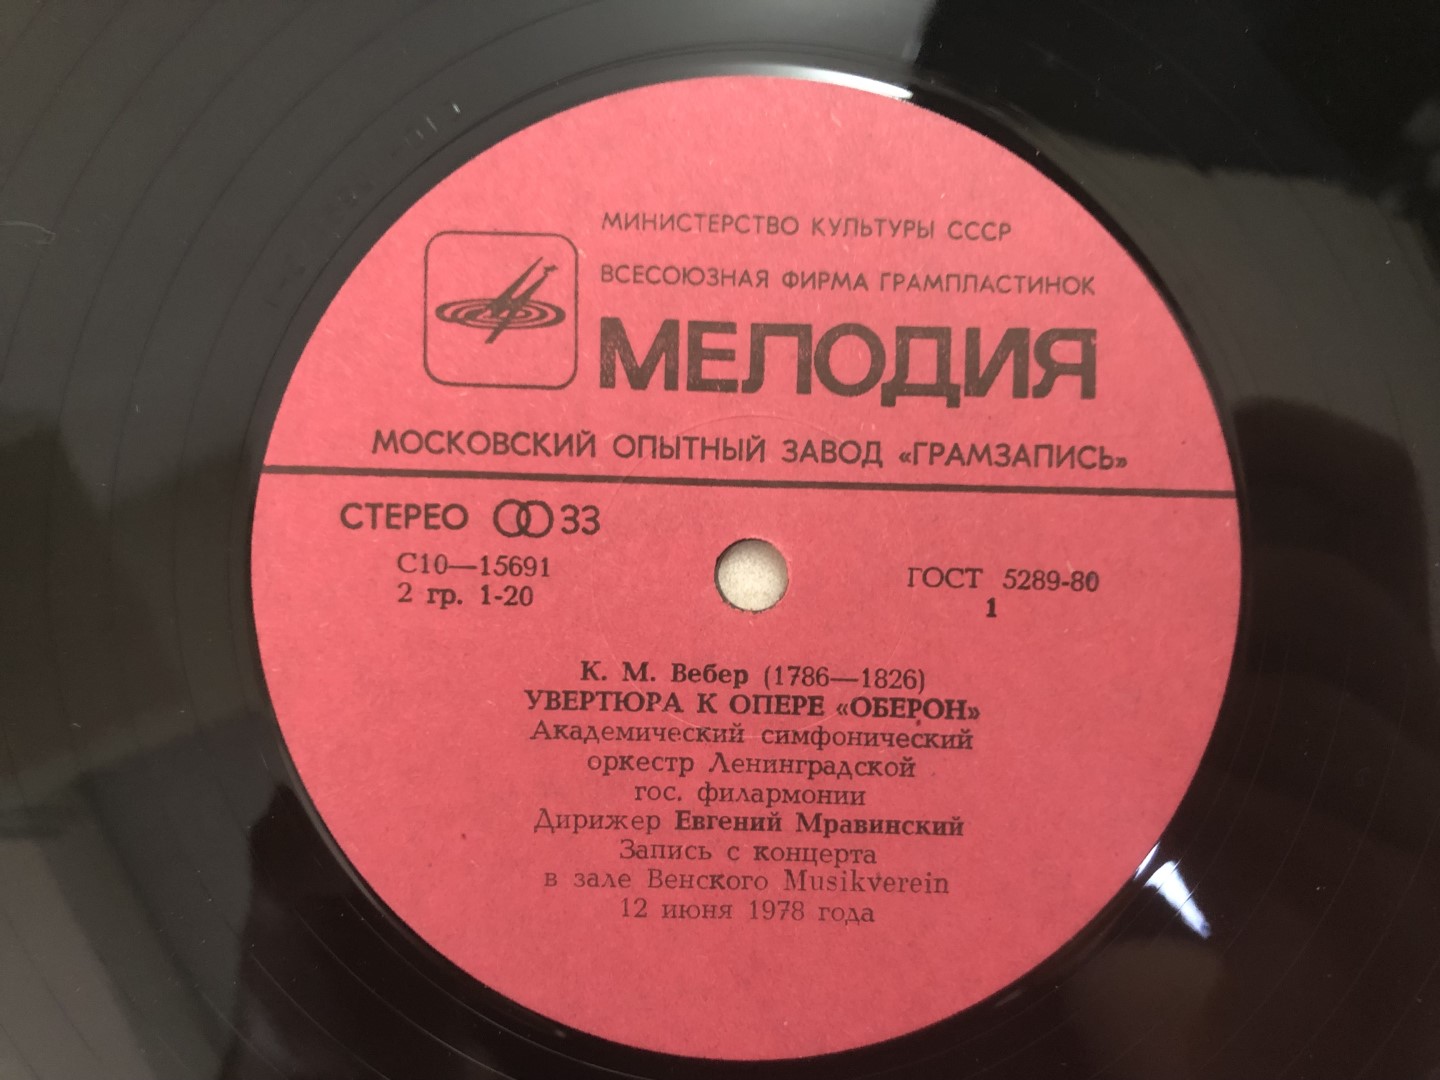 МИНИСТЕРСТВО КУЛЬТУРЫ СССР
ВСЕСОЮЗНАЯ ФИРМА ГРАМПЛАСТИНОК
МЕЛОДИЯ
МОСКОВСКИЙ ОПЫТНЫЙ ЗАВОД «ГРАМЗАПИСЬ»
СТЕРЕО 33
С10—15691
2 гр. 1-20
ГОСТ 5289-80
1
К. М. Вебер (1786—1826)
УВЕРТЮРА К ОПЕРЕ «ОБЕРОН»
Академический симфонический
оркестр Ленинградской
гос. филармонии
Дирижер Евгений Мравинский
Запись с концерта
в зале Венского Musikverein
12 июня 1978 года